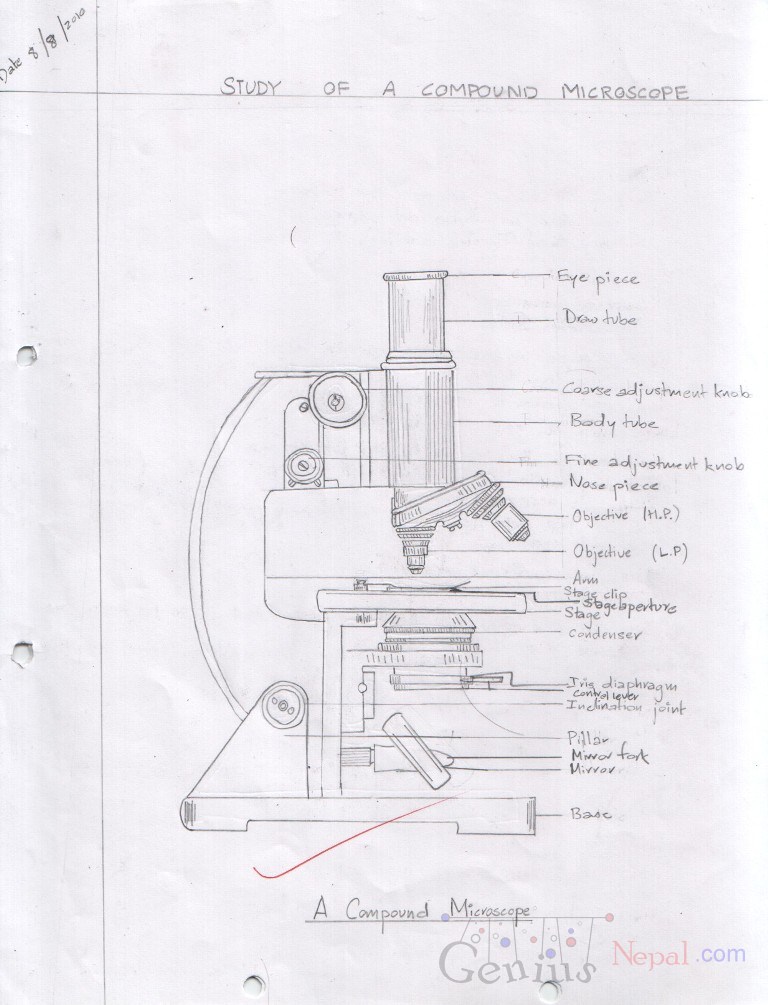 Date 8/8/2010
STUDY OF A COMPOUND MICROSCOPE
Eye piece
Draw tube
Coarse adjustment knob
Body tube
Fine adjustment knob
Nose piece
Objective (H.P.)
Objective (L.P)
Arm
Stage clip
Stage aperture
Stage
Condenser
Iris diaphragm
control lever
Inclination joint
Pillar
Mirror fork
Mirror
Base
A Compound Microscope
Genius Nepal.com